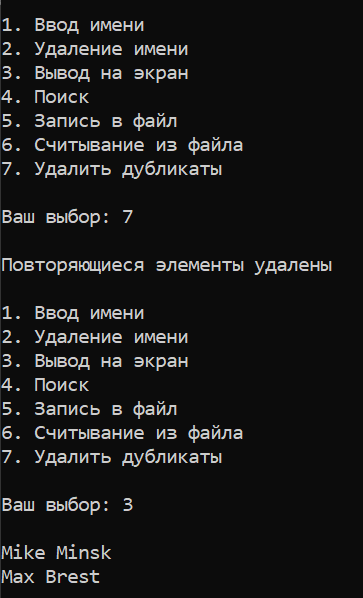 1. Ввод имени
2. Удаление имени
3. Вывод на экран
4. Поиск
5. Запись в файл
6. Считывание из файла
7. Удалить дубликаты
Ваш выбор: 7
Повторяющиеся элементы удалены
1. Ввод имени
2. Удаление имени
3. Вывод на экран
4. Поиск
5. Запись в файл
6. Считывание из файла
7. Удалить дубликаты
Ваш выбор: 3
Mike Minsk
Max Brest